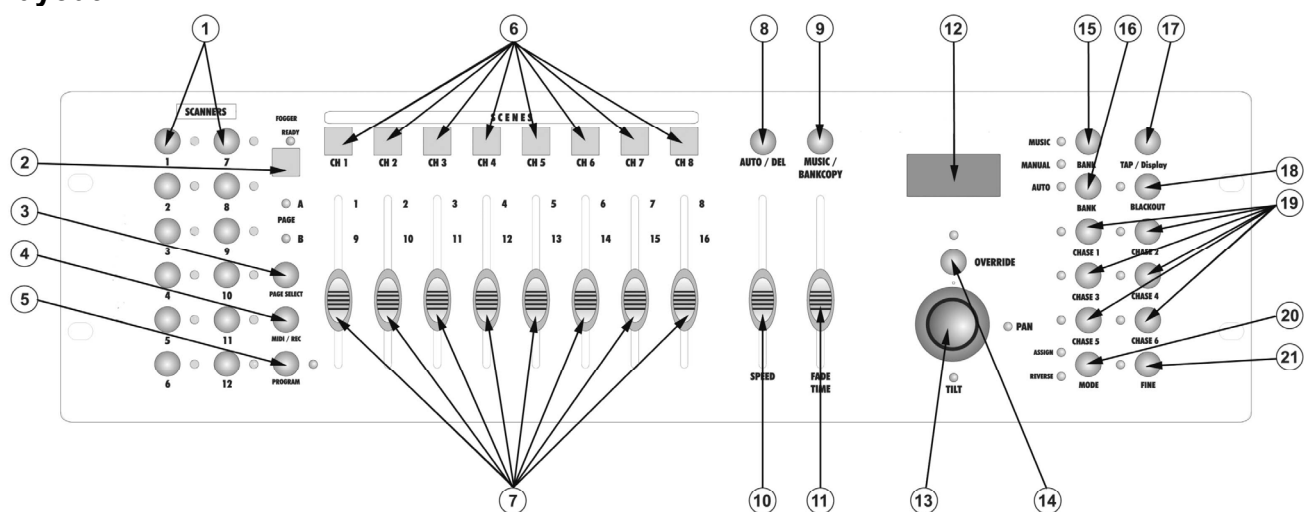 1 6 8 9 12 15 16 17
SCANNERS
FOGGER
READY
SCENES
1 7
CH 1 CH 2 CH 3 CH 4 CH 5 CH 6 CH 7 CH 8
AUTO / DEL
MUSIC /
BANKCOPY
MUSIC
MANUAL
AUTO
BANK
TAP / Display
2
2 8
A
PAGE
B
1 2 3 4 5 6 7 8
9 10 11 12 13 14 15 16
BANK
BLACKOUT
18
19
3
3 9
CHASE 1 CHASE 2
OVERRIDE
4
4 10
PAGE SELECT
CHASE 3 CHASE 4
5
5 11
MIDI / REC
PAN
CHASE 5 CHASE 6
20
ASSIGN
REVERSE
MODE
FINE
21
6 12
PROGRAM
SPEED
FADE
TIME
TILT
7 10 11 13 14